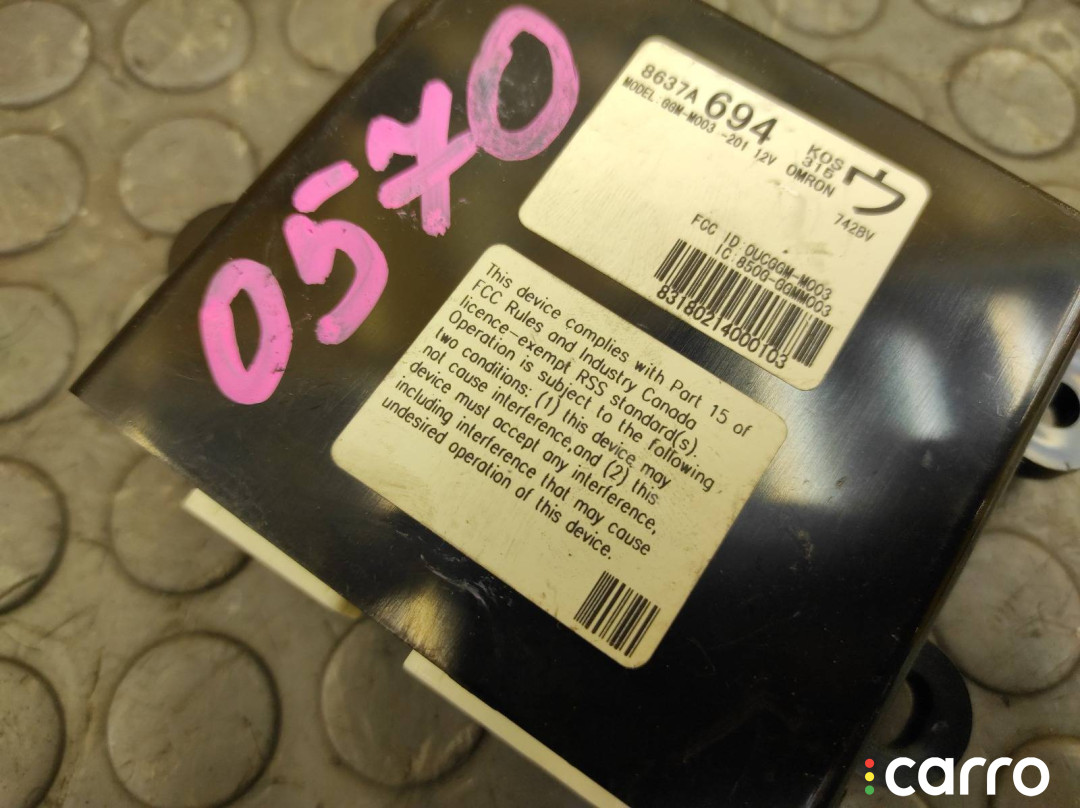 0570
8637A 694
MODEL:GGM-M003 -201 12V
KOS
315
OMRON
ウ
742BV
FCC ID:OUCGGM-M003
IC:850G-GGMM003
83180214000103
This device complies with Part 15 of
FCC Rules and Industry Canada
licence-exempt RSS standard(s).
Operation is subject to the following
two conditions: (1) this device may
not cause interference,and (2) this
device must accept any interference,
including interference that may cause
undesired operation of this device.
carro